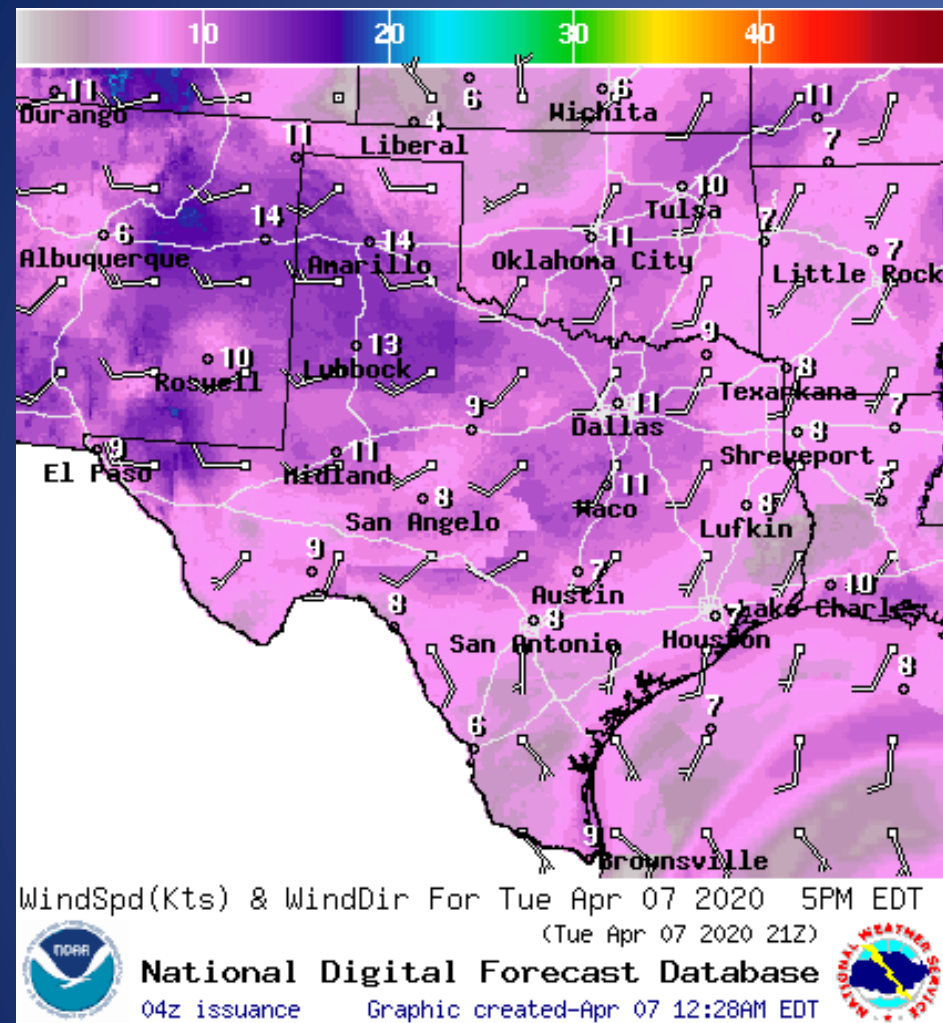 10 20 30 40
11 6 6 11
Durango Wichita
4
Liberal
11 7
10
Tulsa
6 14 14 11 7 7
Albuquerque Amarillo Oklahoma City Little Rock
13 9
10 8
Roswell Lubbock Texarkana
9 11 7
Dallas
8
Shreveport
9 11
El Paso Midland
8 11 5
San Angelo Waco 8
Lufkin
9 7 10
Austin
Lake Charles
8 8 7
San Antonio Houston
8
6 7
9
Brownsville
WindSpd(Kts) & WindDir For Tue Apr 07 2020 5PM EDT
(Tue Apr 07 2020 21Z)
NOAA
NATIONAL WEATHER SERVICE
National Digital Forecast Database
04z issuance Graphic created-Apr 07 12:28AM EDT